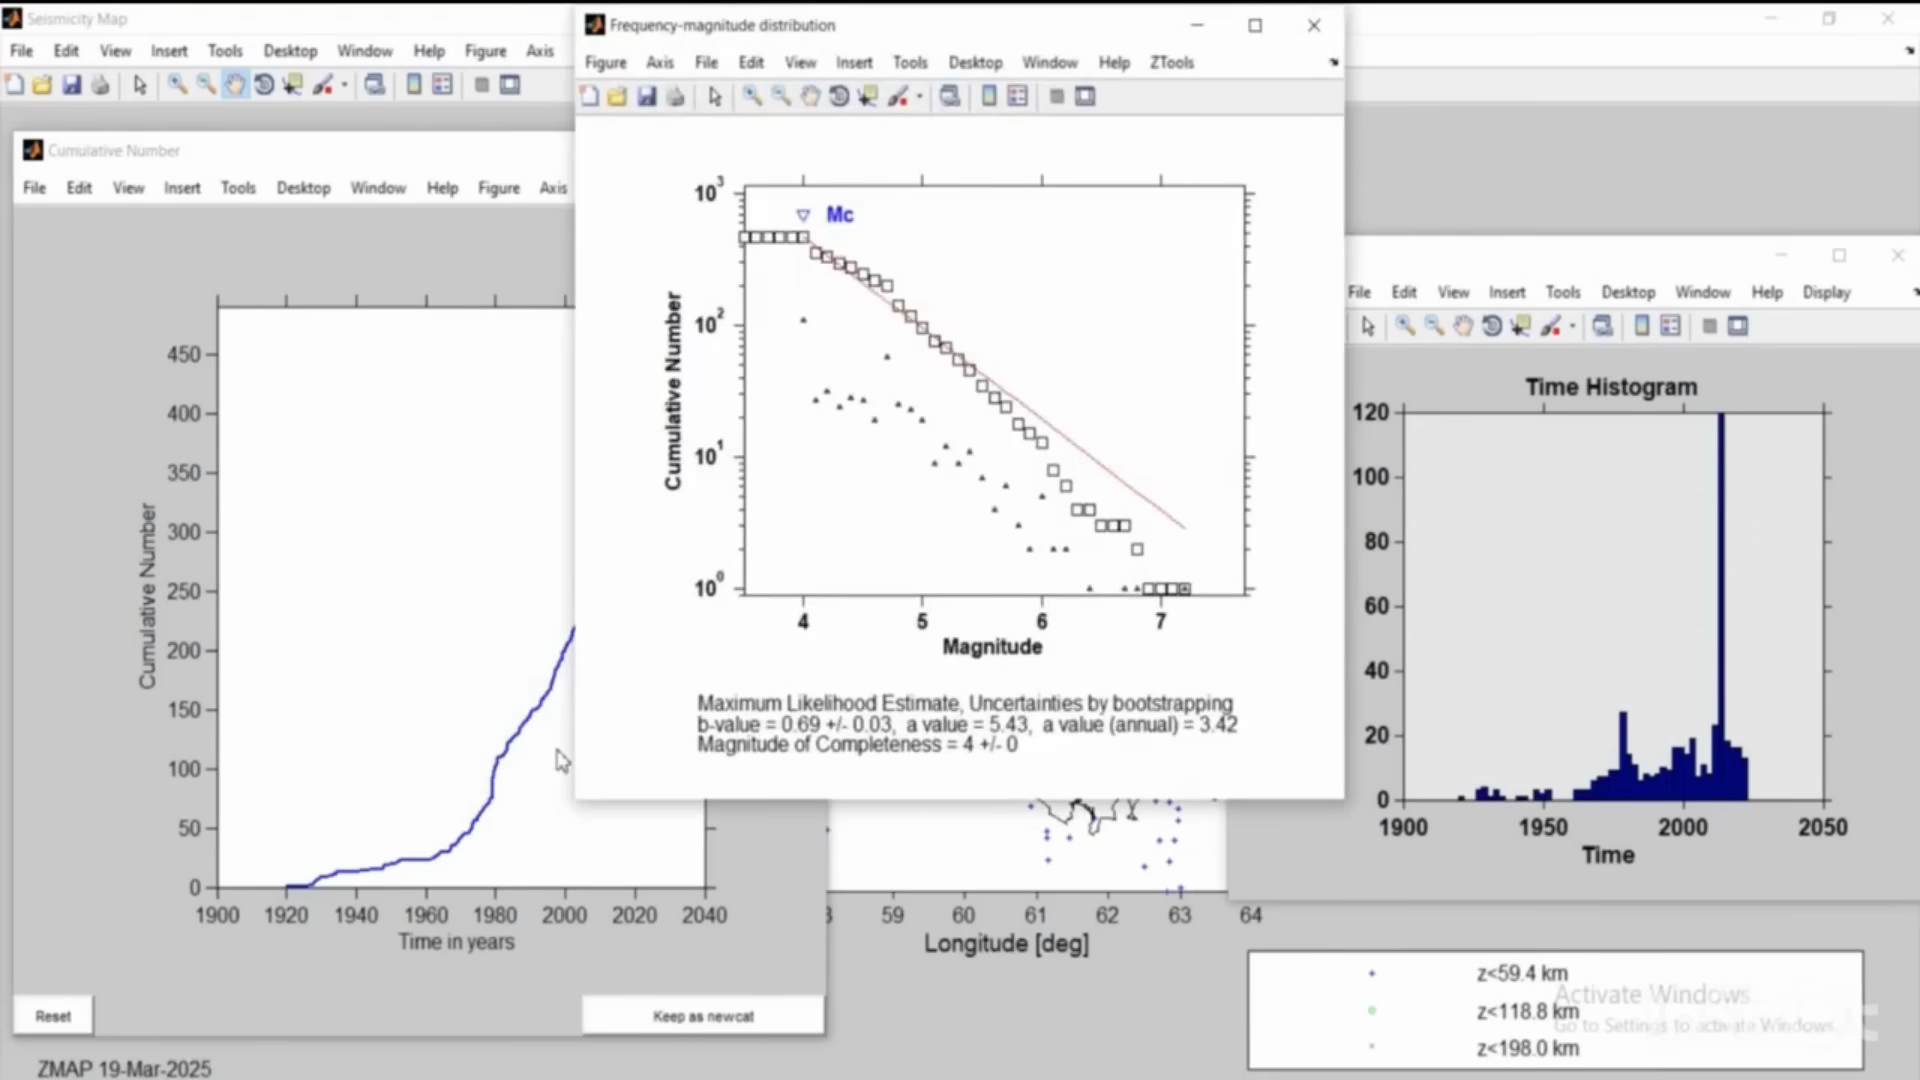 Seismicity Map
File Edit View Insert Tools Desktop Window Help Figure Axis
Cumulative Number
File Edit View Insert Tools Desktop Window Help Figure Axis
450
400
350
300
250
200
150
100
50
0
Cumulative Number
1900 1920 1940 1960 1980 2000 2020 2040
Time in years
Reset
Keep as newcat
ZMAP 19-Mar-2025
Frequency-magnitude distribution
Figure Axis File Edit View Insert Tools Desktop Window Help ZTools
10^3
10^2
10^1
10^0
Cumulative Number
Mc
4 5 6 7
Magnitude
Maximum Likelihood Estimate, Uncertainties by bootstrapping
b-value = 0.69 +/- 0.03, a value = 5.43, a value (annual) = 3.42
Magnitude of Completeness = 4 +/- 0
59 60 61 62 63 64
Longitude [deg]
File Edit View Insert Tools Desktop Window Help Display
Time Histogram
120
100
80
60
40
20
0
1900 1950 2000 2050
Time
z<59.4 km
z<118.8 km
z<198.0 km
Activate Windows
Go to Settings to activate Windows.